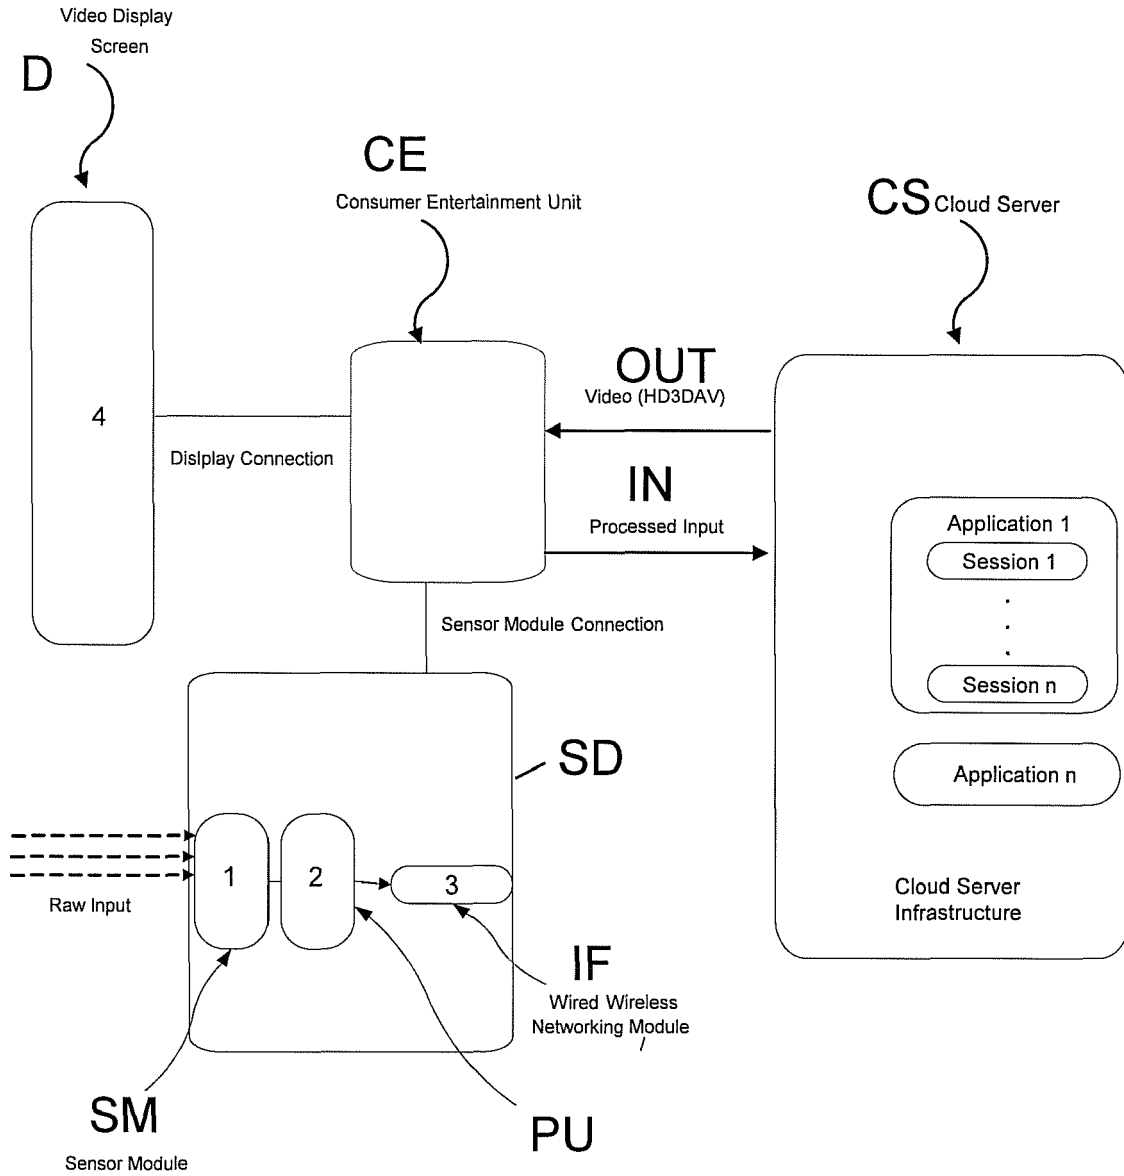 Video Display
Screen
D
CE
Consumer Entertainment Unit
CS Cloud Server
OUT
Video (HD3DAV)
4
Dislplay Connection
IN
Processed Input
Application 1
Session 1
.
.
.
Session n
Sensor Module Connection
SD
Application n
1
2
3
Raw Input
Cloud Server
Infrastructure
IF
Wired Wireless
Networking Module
SM
Sensor Module
PU